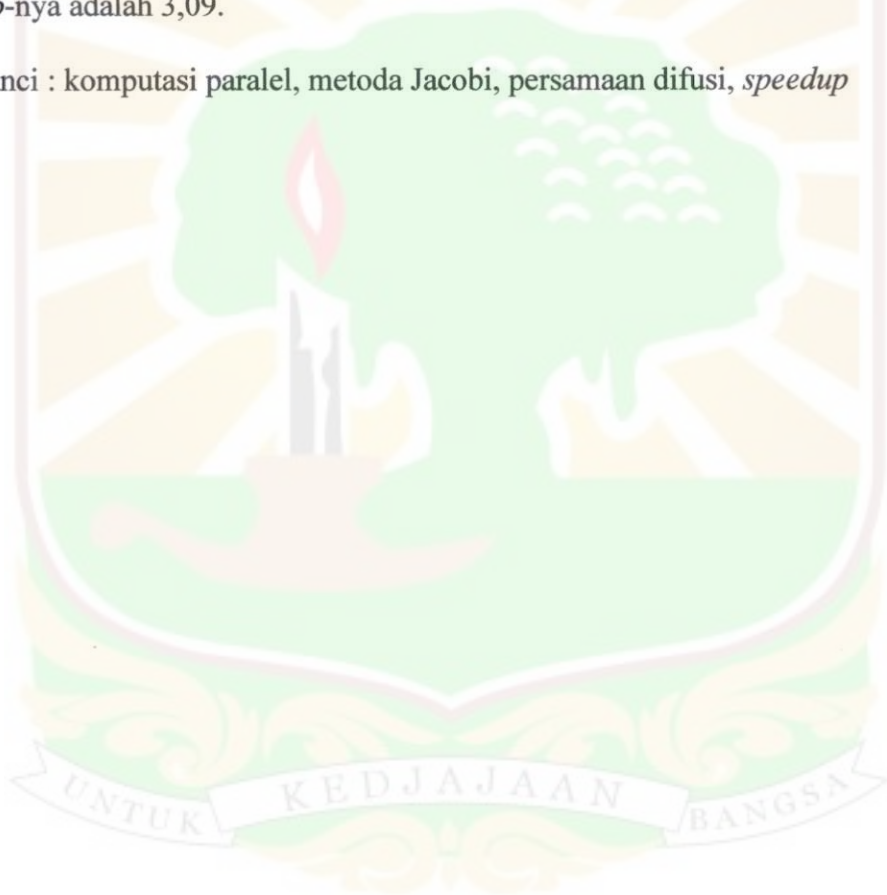 -nya adalah 3,09.
nci : komputasi paralel, metoda Jacobi, persamaan difusi, speedup
UNTUK KEDJAJAAN BANGSA